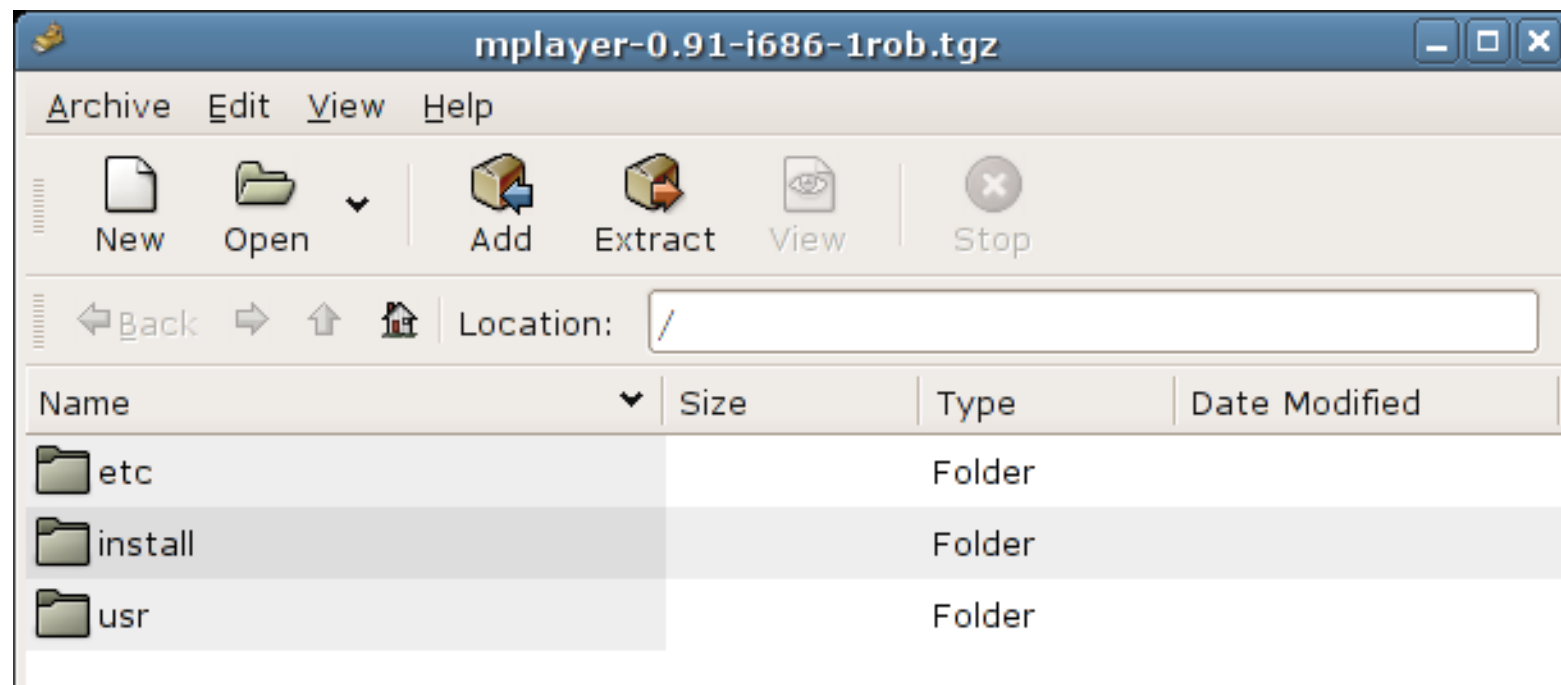 mplayer-0.91-i686-1rob.tgz
Archive Edit View Help
New Open Add Extract View Stop
Back Location: /
Name Size Type Date Modified
etc Folder
install Folder
usr Folder